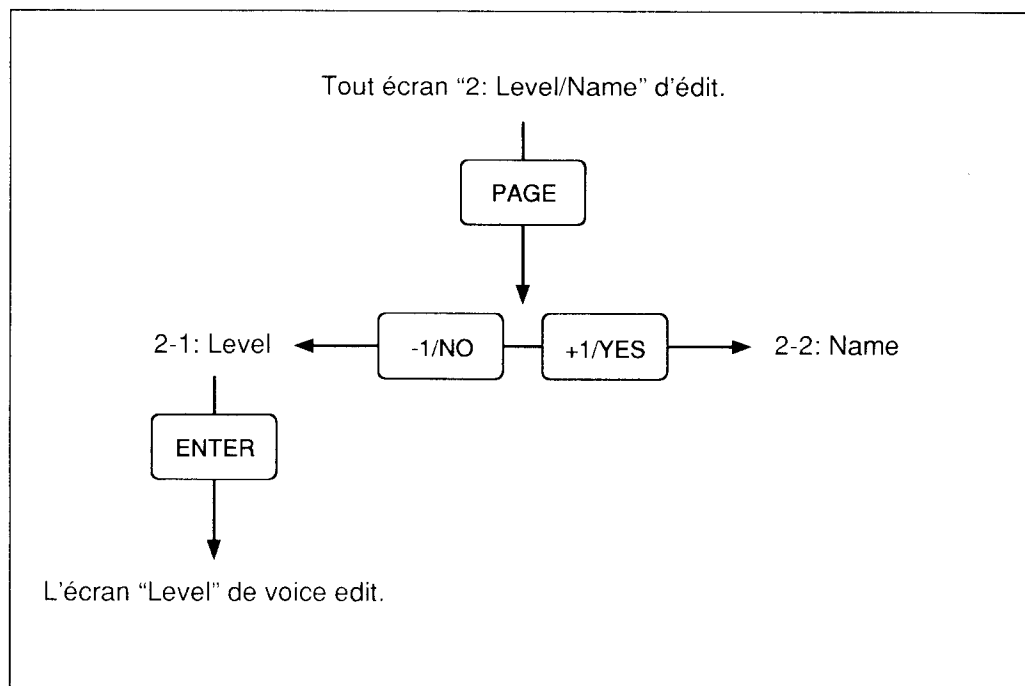 Tout écran “2: Level/Name” d’édit.
PAGE
2-1: Level
-1/NO
+1/YES
2-2: Name
ENTER
L’écran “Level” de voice edit.